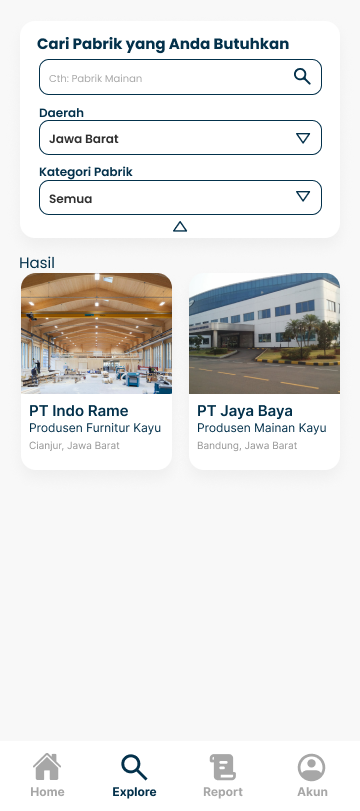 Cari Pabrik yang Anda Butuhkan
Cth: Pabrik Mainan
Daerah
Jawa Barat
Kategori Pabrik
Semua
Hasil
PT Indo Rame
Produsen Furnitur Kayu
Cianjur, Jawa Barat
PT Jaya Baya
Produsen Mainan Kayu
Bandung, Jawa Barat
Home
Explore
Report
Akun